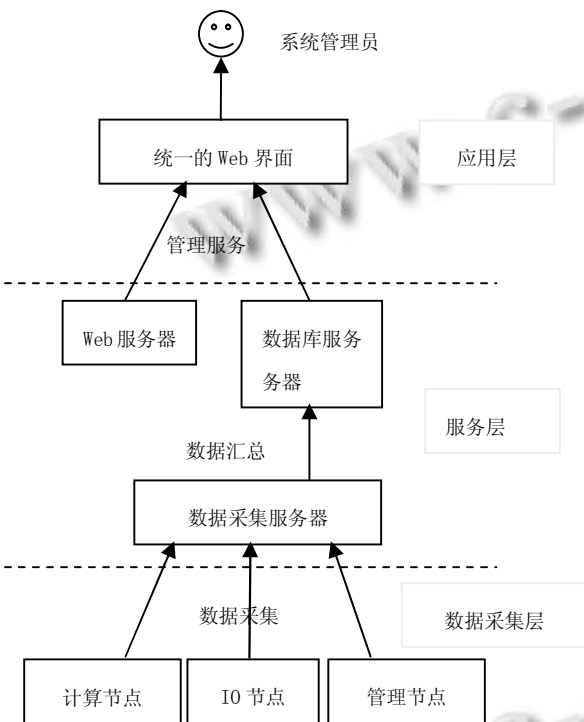 系统管理员
统一的 Web 界面
应用层
管理服务
Web 服务器
数据库服务
务器
服务层
数据汇总
数据采集服务器
数据采集
数据采集层
计算节点
IO 节点
管理节点